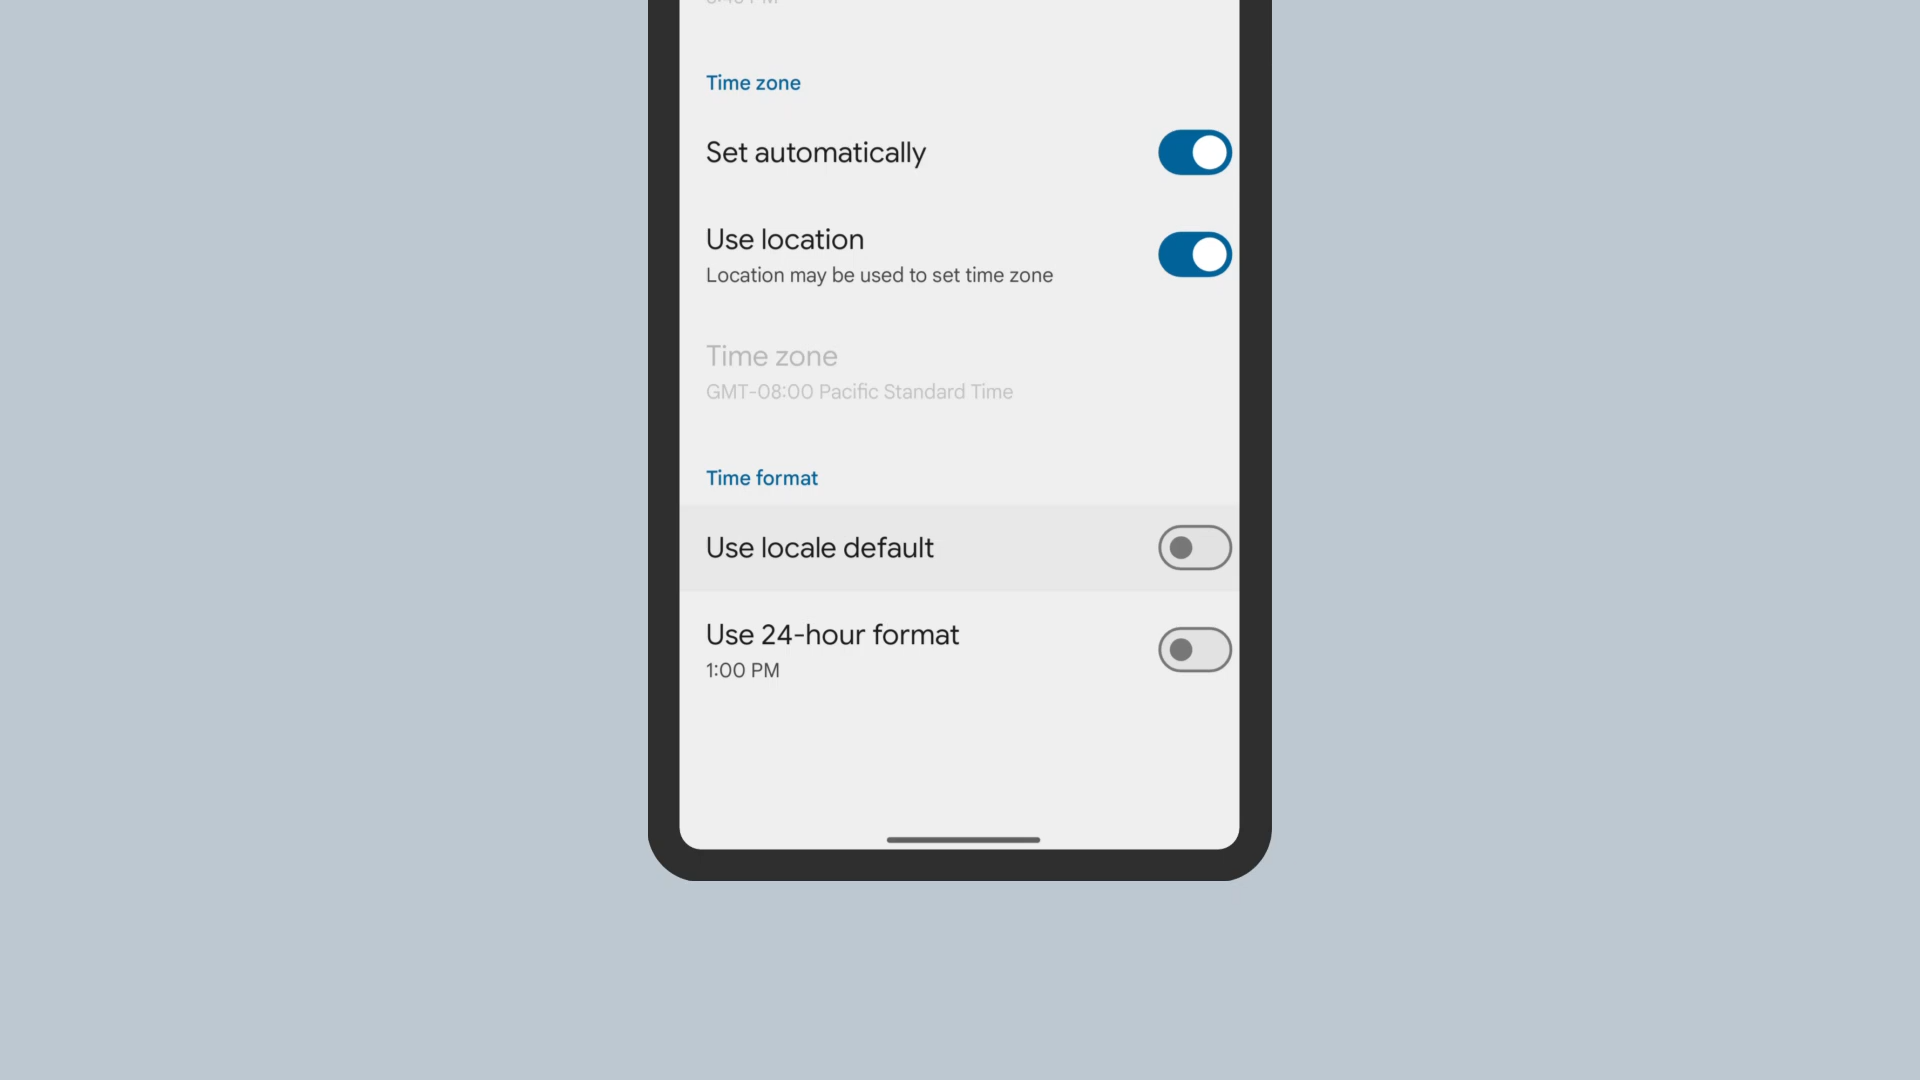 Time zone
Set automatically
Use location
Location may be used to set time zone
Time zone
GMT-08:00 Pacific Standard Time
Time format
Use locale default
Use 24-hour format
1:00 PM